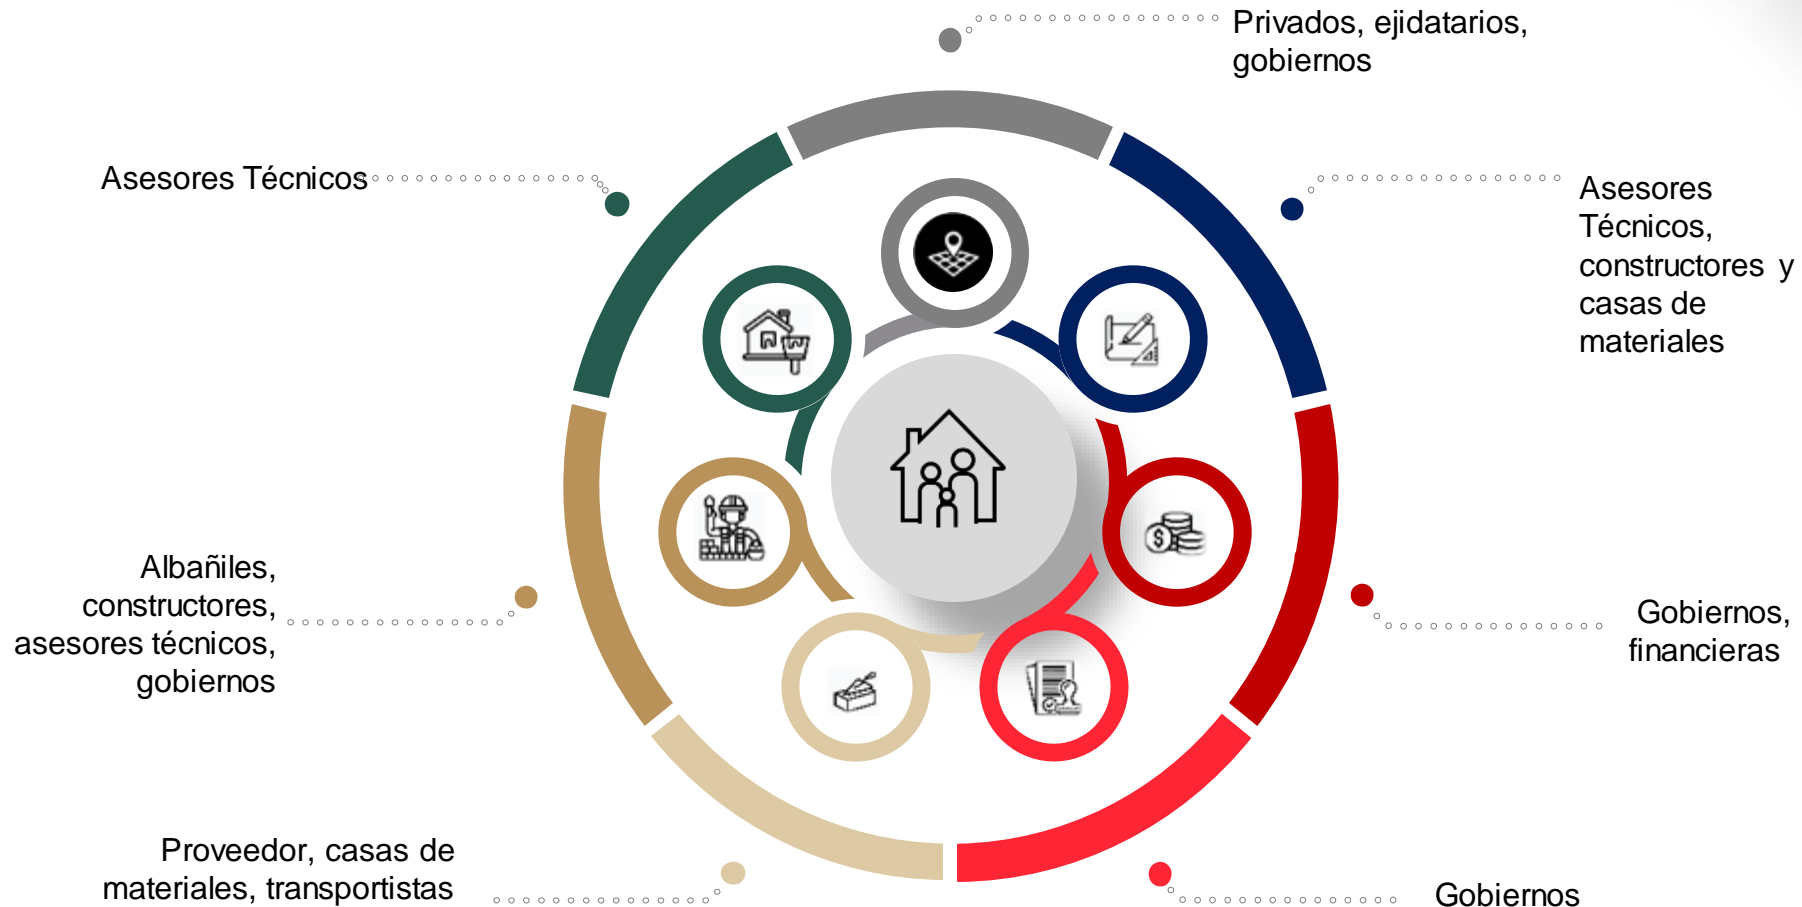 Privados, ejidatarios,
gobiernos
Asesores Técnicos
Asesores
Técnicos,
constructores y
casas de
materiales
Albañiles,
constructores,
asesores técnicos,
gobiernos
Gobiernos,
financieras
Proveedor, casas de
materiales, transportistas
Gobiernos